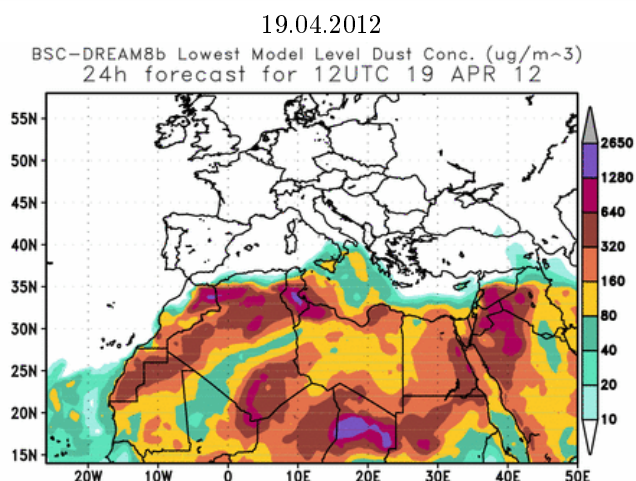 19.04.2012
BSC-DREAM8b Lowest Model Level Dust Conc. (ug/m^3)
24h forecast for 12UTC 19 APR 12
55N
50N
45N
40N
35N
30N
25N
20N
15N
20W
10W
0
10E
20E
30E
40E
50E
2650
1280
640
320
160
80
40
20
10